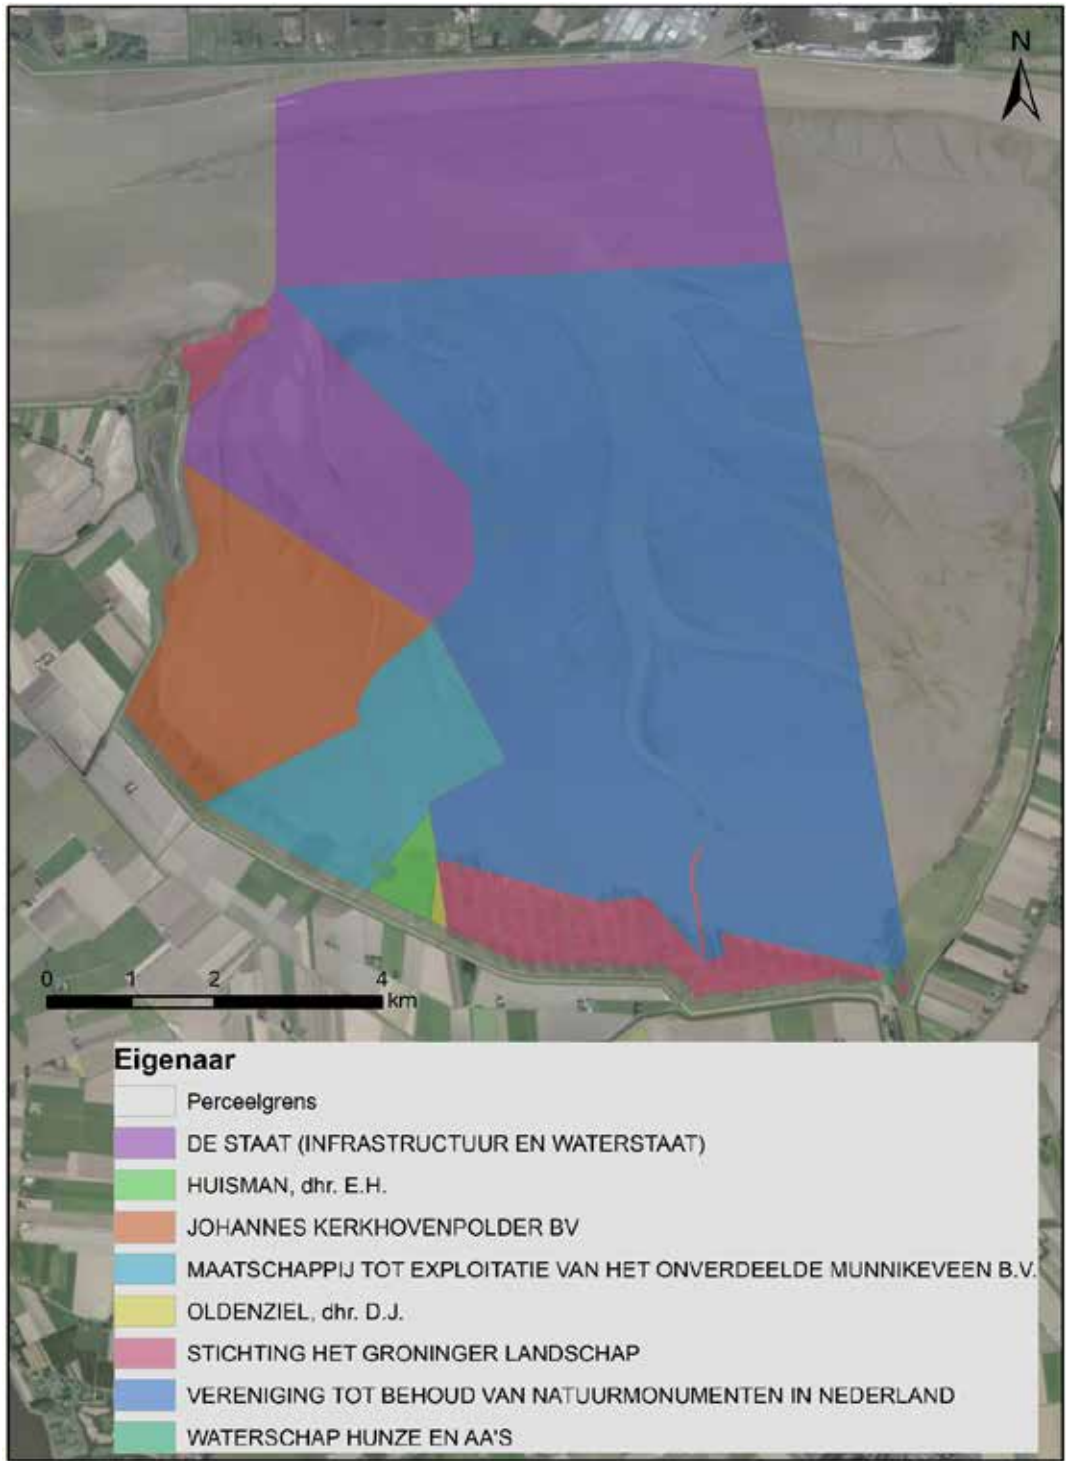 N
0 1 2 4
km
Eigenaar
Perceelgrens
DE STAAT (INFRASTRUCTUUR EN WATERSTAAT)
HUISMAN, dhr. E.H.
JOHANNES KERKHOVENPOLDER BV
MAATSCHAPPIJ TOT EXPLOITATIE VAN HET ONVERDEELDE MUNNIKEVEEN B.V.
OLDENZIEL, dhr. D.J.
STICHTING HET GRONINGER LANDSCHAP
VERENIGING TOT BEHOUD VAN NATUURMONUMENTEN IN NEDERLAND
WATERSCHAP HUNZE EN AA'S